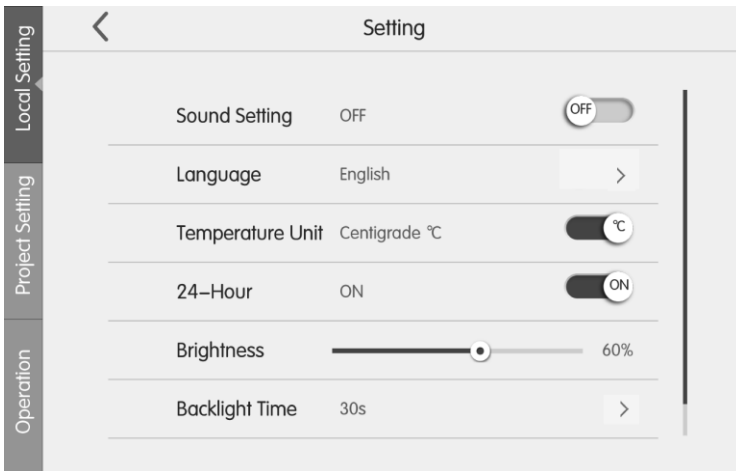 Setting
Local Setting
Project Setting
Operation
Sound Setting OFF OFF
Language English
Temperature Unit Centigrade ℃ ℃
24–Hour ON ON
Brightness 60%
Backlight Time 30s